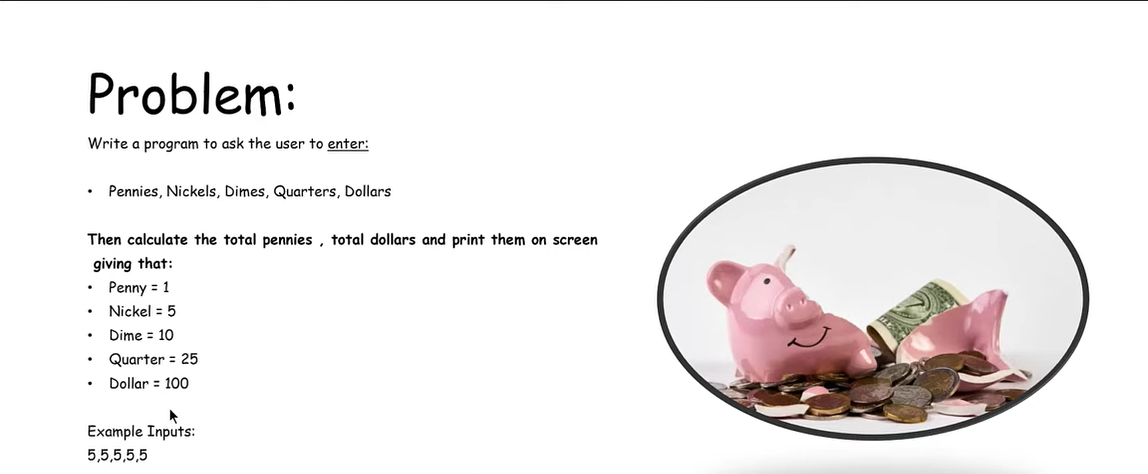 Problem:
Write a program to ask the user to enter:
• Pennies, Nickels, Dimes, Quarters, Dollars
Then calculate the total pennies , total dollars and print them on screen
giving that:
• Penny = 1
• Nickel = 5
• Dime = 10
• Quarter = 25
• Dollar = 100
Example Inputs:
5,5,5,5,5